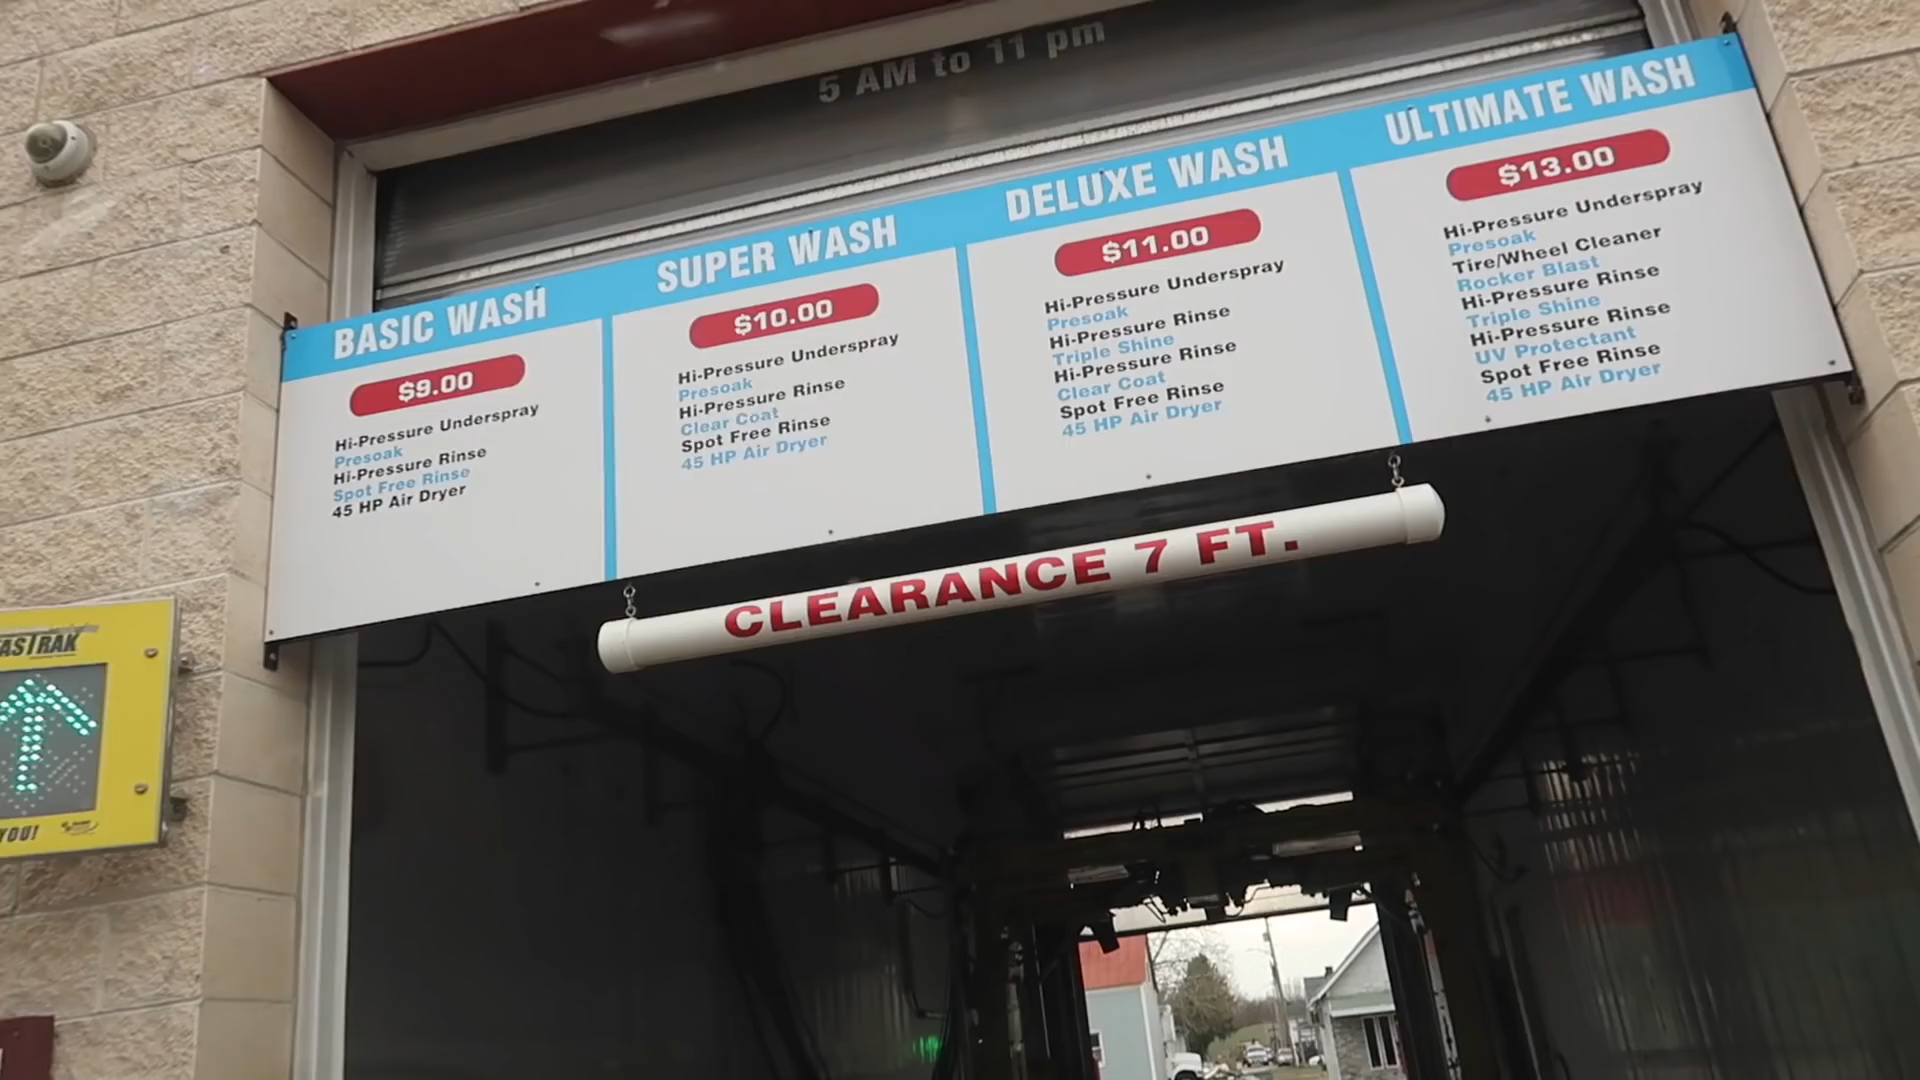 5 AM to 11 pm
BASIC WASH
$9.00
Hi-Pressure Underspray
Presoak
Hi-Pressure Rinse
Spot Free Rinse
45 HP Air Dryer
SUPER WASH
$10.00
Hi-Pressure Underspray
Presoak
Hi-Pressure Rinse
Clear Coat
Spot Free Rinse
45 HP Air Dryer
DELUXE WASH
$11.00
Hi-Pressure Underspray
Presoak
Hi-Pressure Rinse
Triple Shine
Hi-Pressure Rinse
Clear Coat
Spot Free Rinse
45 HP Air Dryer
ULTIMATE WASH
$13.00
Hi-Pressure Underspray
Presoak
Tire/Wheel Cleaner
Rocker Blast
Hi-Pressure Rinse
Triple Shine
Hi-Pressure Rinse
UV Protectant
Spot Free Rinse
45 HP Air Dryer
CLEARANCE 7 FT.
ASTRAK
YOU!